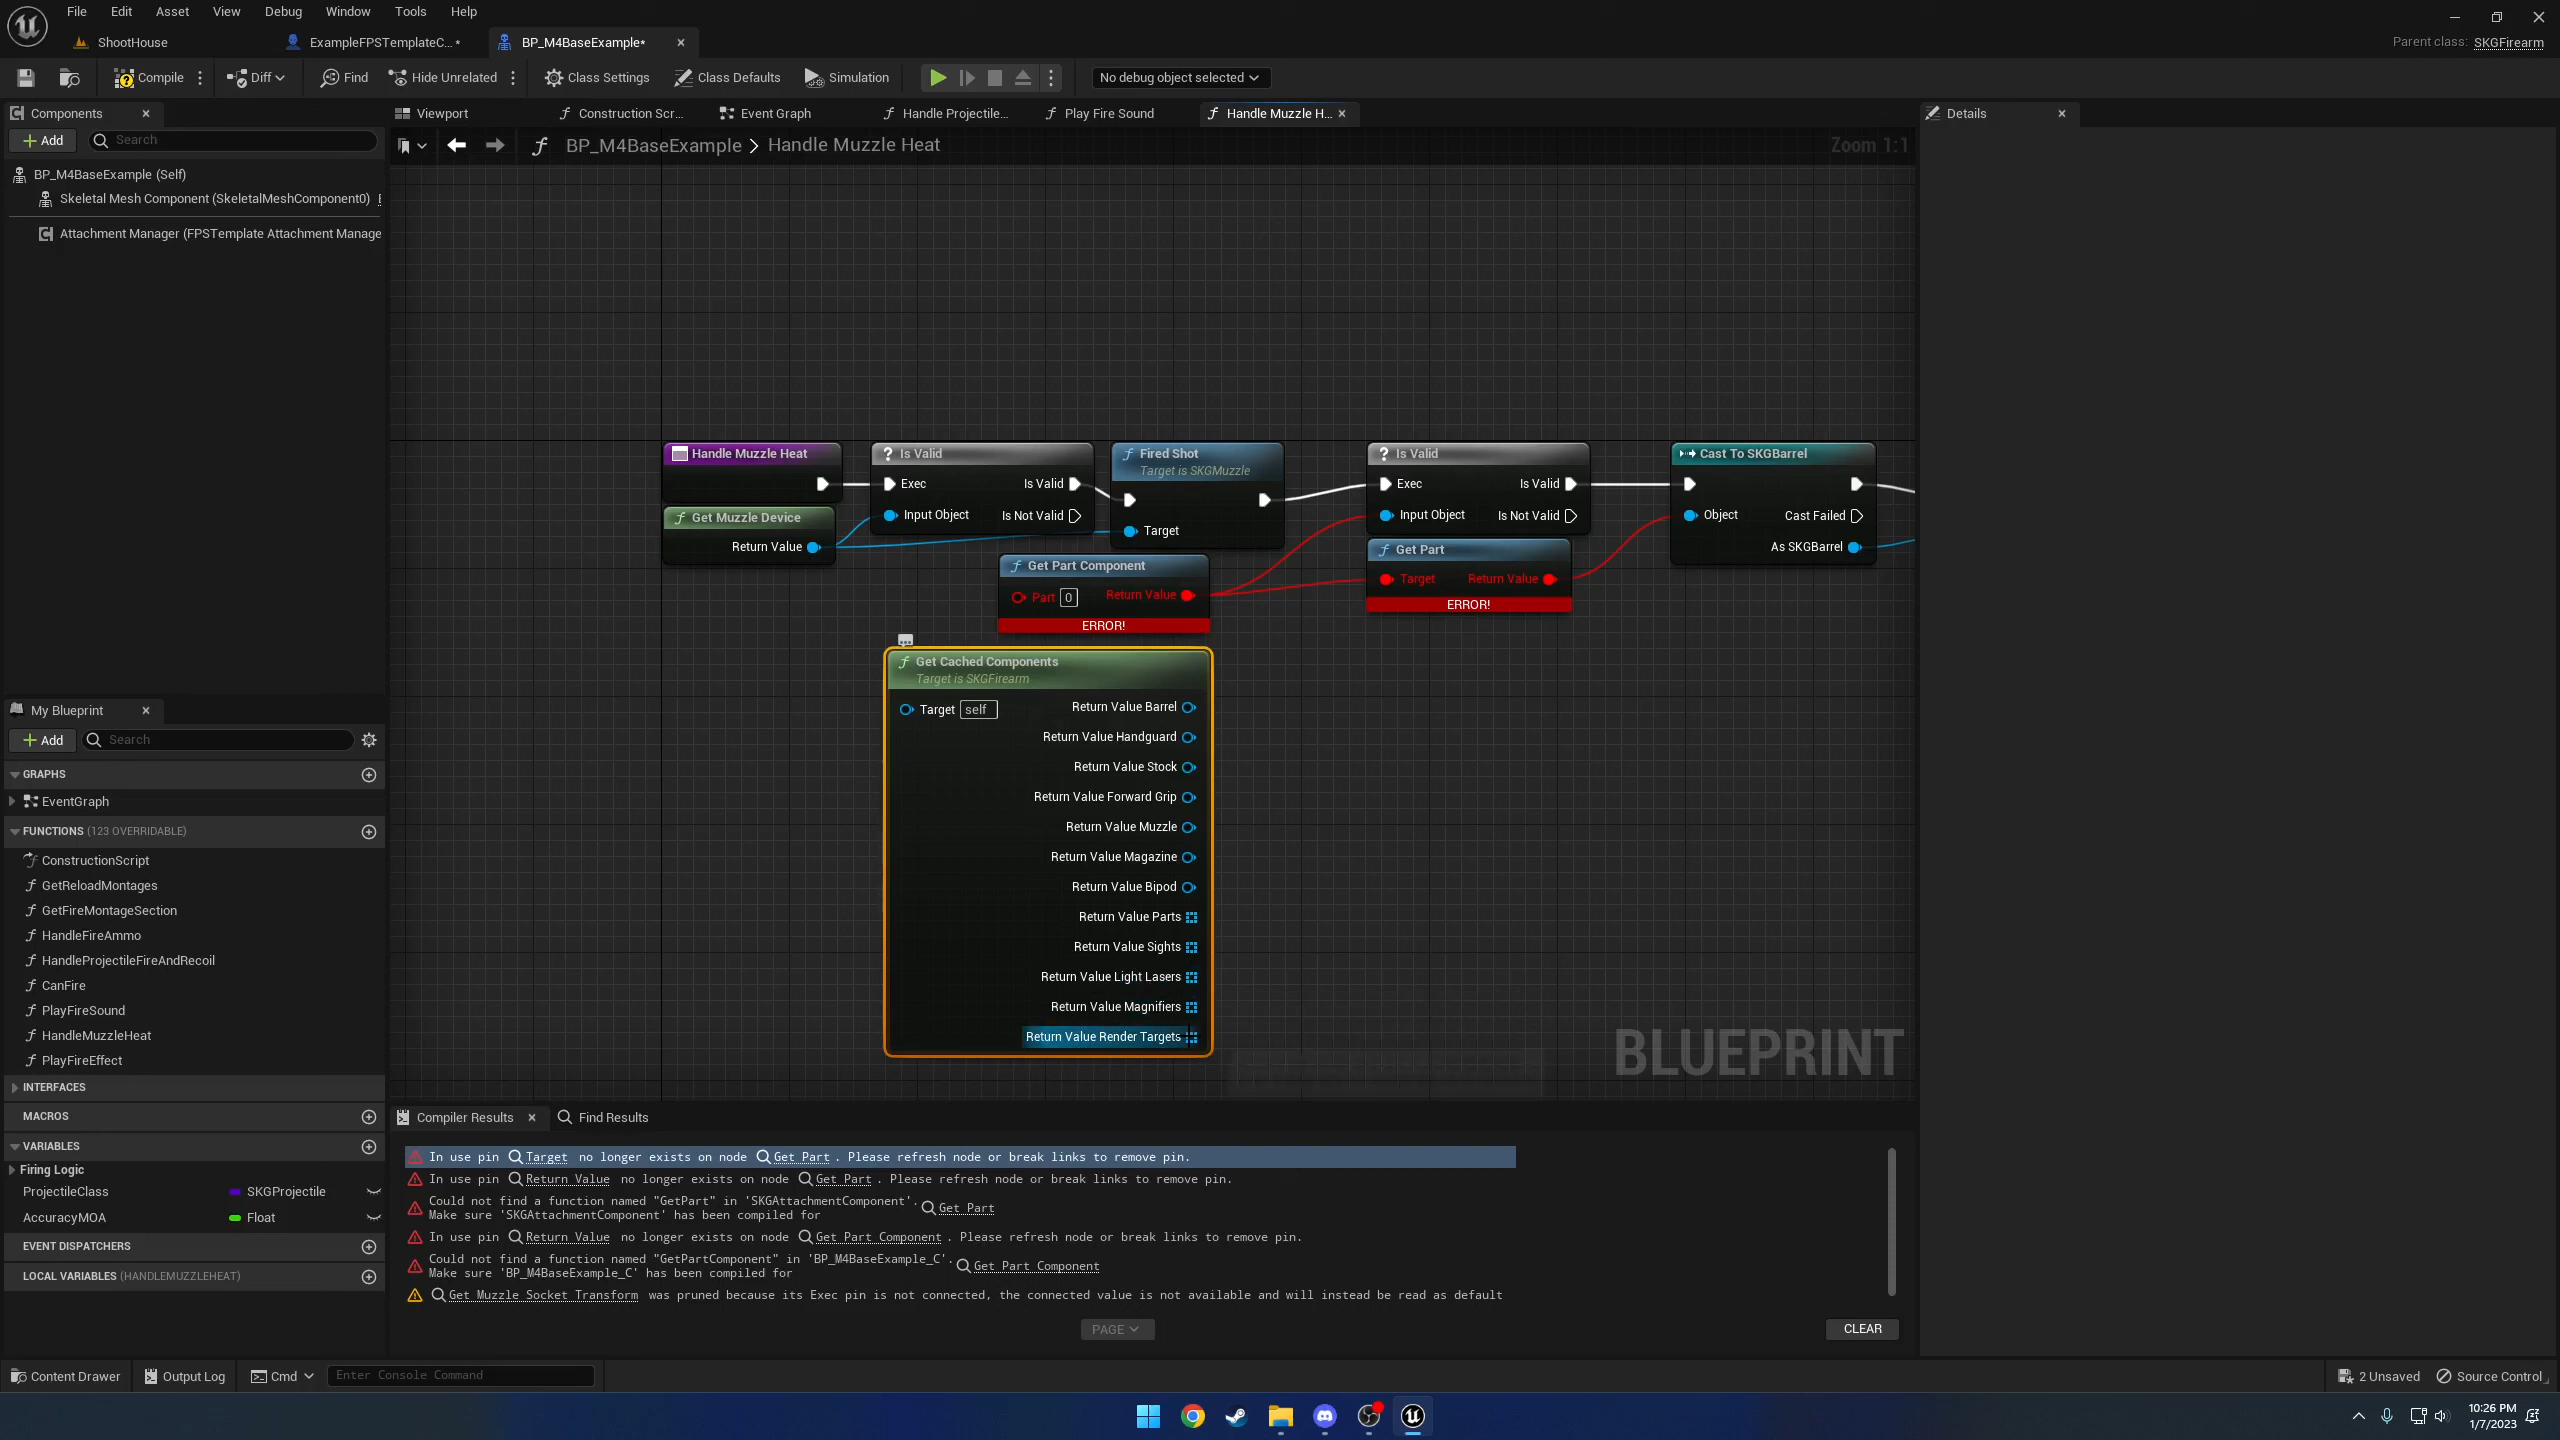 File Edit Asset View Debug Window Tools Help
ShootHouse ExampleFPSTemplateC...* BP_M4BaseExample* Parent class: SKGFirearm
Compile Diff Find Hide Unrelated Class Settings Class Defaults Simulation No debug object selected
Components
Add Search
BP_M4BaseExample (Self)
Skeletal Mesh Component (SkeletalMeshComponent0)
Attachment Manager (FPSTemplate Attachment Manage
Viewport Construction Scr... Event Graph Handle Projectile... Play Fire Sound Handle Muzzle H... Details
BP_M4BaseExample > Handle Muzzle Heat Zoom 1:1
Handle Muzzle Heat
Get Muzzle Device
Return Value
Is Valid
Exec Is Valid
Input Object Is Not Valid
Fired Shot
Target is SKGMuzzle
Target
Get Part Component
Part 0 Return Value
ERROR!
Is Valid
Exec Is Valid
Input Object Is Not Valid
Get Part
Target Return Value
ERROR!
Cast To SKGBarrel
Object Cast Failed
As SKGBarrel
Get Cached Components
Target is SKGFirearm
Target self Return Value Barrel
Return Value Handguard
Return Value Stock
Return Value Forward Grip
Return Value Muzzle
Return Value Magazine
Return Value Bipod
Return Value Parts
Return Value Sights
Return Value Light Lasers
Return Value Magnifiers
Return Value Render Targets
BLUEPRINT
My Blueprint
Add Search
GRAPHS
EventGraph
FUNCTIONS (123 OVERRIDABLE)
ConstructionScript
GetReloadMontages
GetFireMontageSection
HandleFireAmmo
HandleProjectileFireAndRecoil
CanFire
PlayFireSound
HandleMuzzleHeat
PlayFireEffect
INTERFACES
MACROS
VARIABLES
Firing Logic
ProjectileClass SKGProjectile
AccuracyMOA Float
EVENT DISPATCHERS
LOCAL VARIABLES (HANDLEMUZZLEHEAT)
Compiler Results Find Results
In use pin Target no longer exists on node Get Part . Please refresh node or break links to remove pin.
In use pin Return Value no longer exists on node Get Part . Please refresh node or break links to remove pin.
Could not find a function named "GetPart" in 'SKGAttachmentComponent'.
Make sure 'SKGAttachmentComponent' has been compiled for Get Part
In use pin Return Value no longer exists on node Get Part Component . Please refresh node or break links to remove pin.
Could not find a function named "GetPartComponent" in 'BP_M4BaseExample_C'.
Make sure 'BP_M4BaseExample_C' has been compiled for Get Part Component
Get Muzzle Socket Transform was pruned because its Exec pin is not connected, the connected value is not available and will instead be read as default
PAGE CLEAR
Content Drawer Output Log Cmd Enter Console Command 2 Unsaved Source Control
10:26 PM
1/7/2023